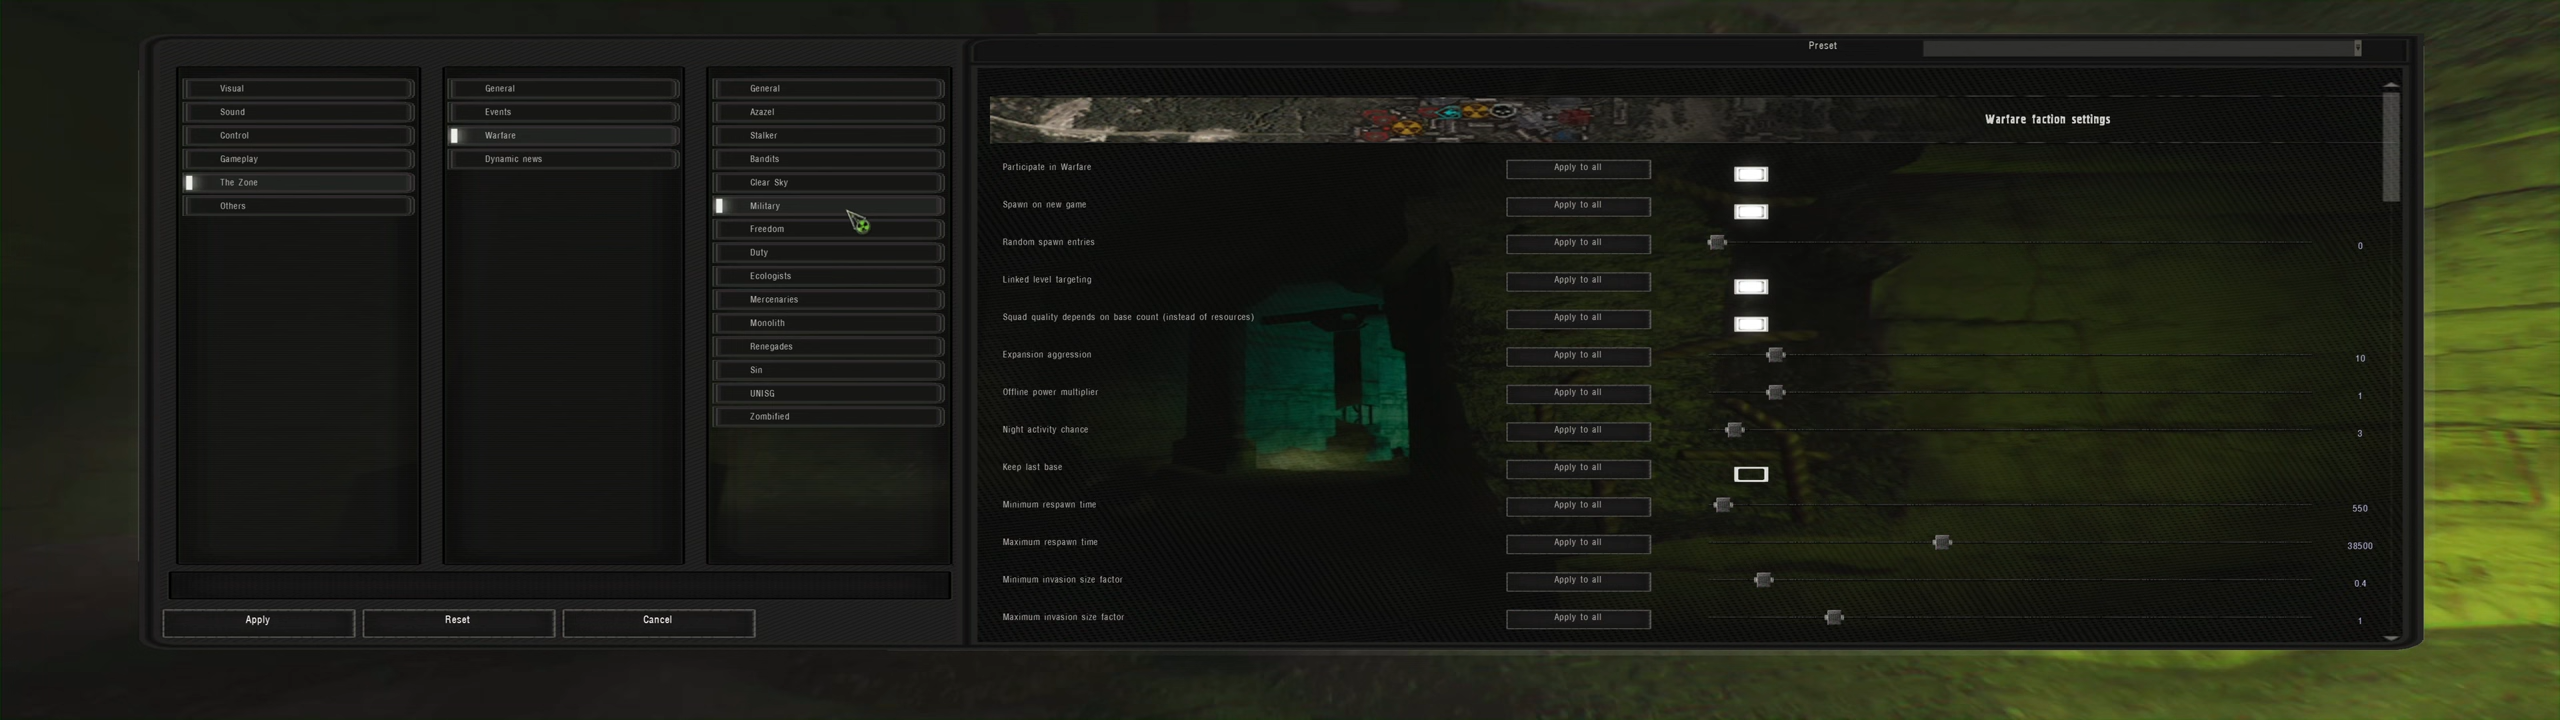 Preset
Visual
Sound
Control
Gameplay
The Zone
Others
General
Events
Warfare
Dynamic news
General
Azazel
Stalker
Bandits
Clear Sky
Military
Freedom
Duty
Ecologists
Mercenaries
Monolith
Renegades
Sin
UNISG
Zombified
Apply
Reset
Cancel
Warfare faction settings
Participate in Warfare Apply to all
Spawn on new game Apply to all
Random spawn entries Apply to all 0
Linked level targeting Apply to all
Squad quality depends on base count (instead of resources) Apply to all
Expansion aggression Apply to all 10
Offline power multiplier Apply to all 1
Night activity chance Apply to all 3
Keep last base Apply to all
Minimum respawn time Apply to all 550
Maximum respawn time Apply to all 38500
Minimum invasion size factor Apply to all 0.4
Maximum invasion size factor Apply to all 1